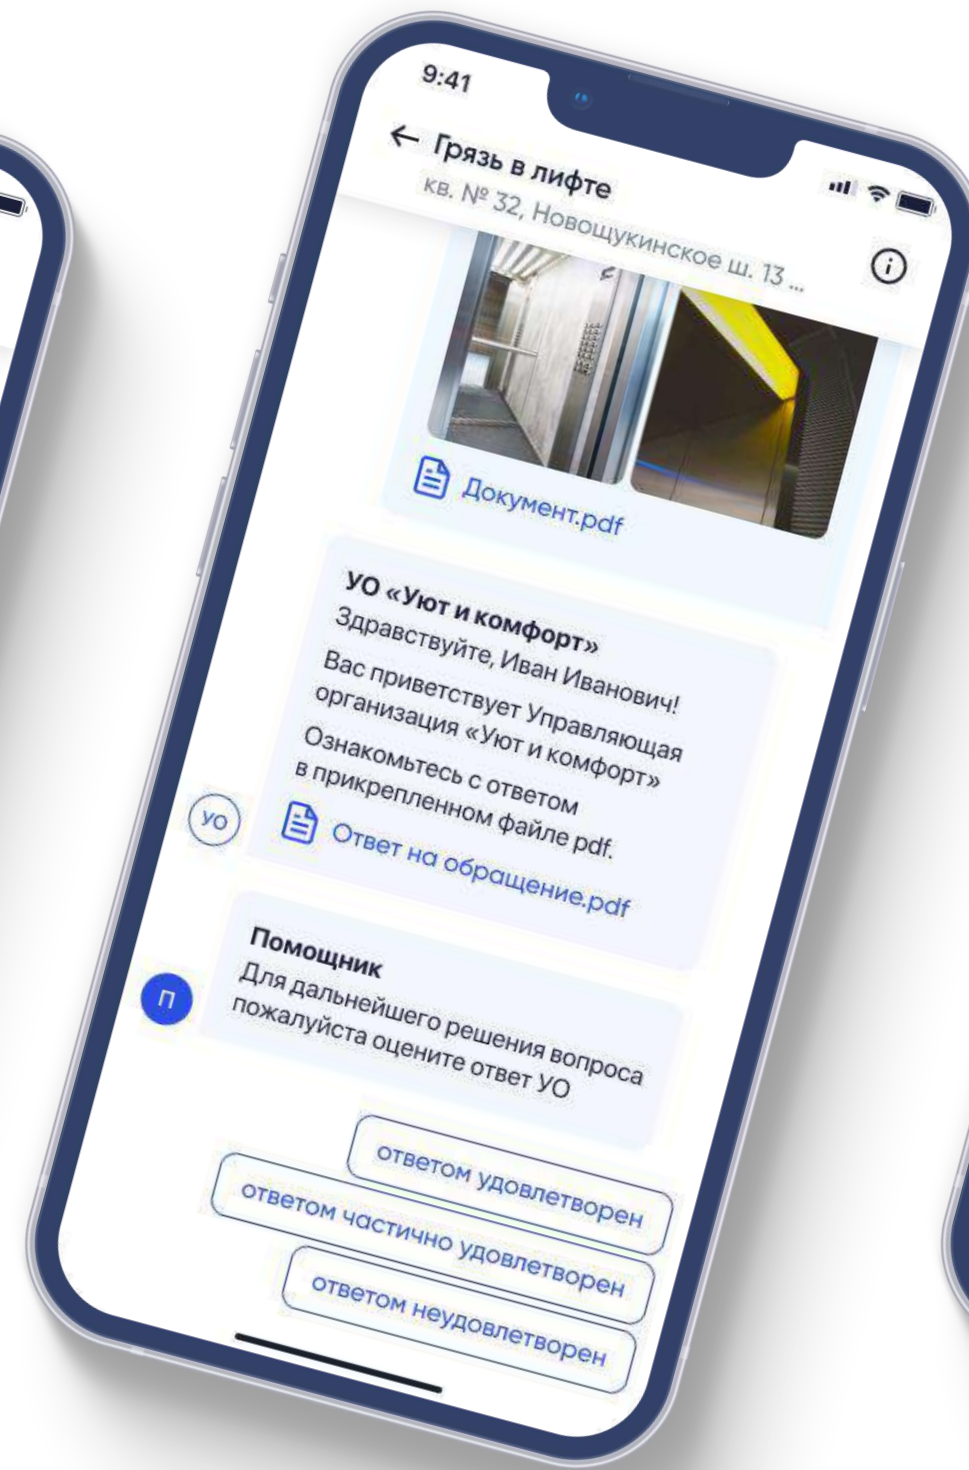 9:41
Грязь в лифте
кв. № 32, Новощукинское ш. 13 ...
Документ.pdf
УО «Уют и комфорт»
Здравствуйте, Иван Иванович!
Вас приветствует Управляющая
организация «Уют и комфорт»
Ознакомьтесь с ответом
в прикрепленном файле pdf.
УО
Ответ на обращение.pdf
Помощник
П
Для дальнейшего решения вопроса
пожалуйста оцените ответ УО
ответом удовлетворен
ответом частично удовлетворен
ответом неудовлетворен